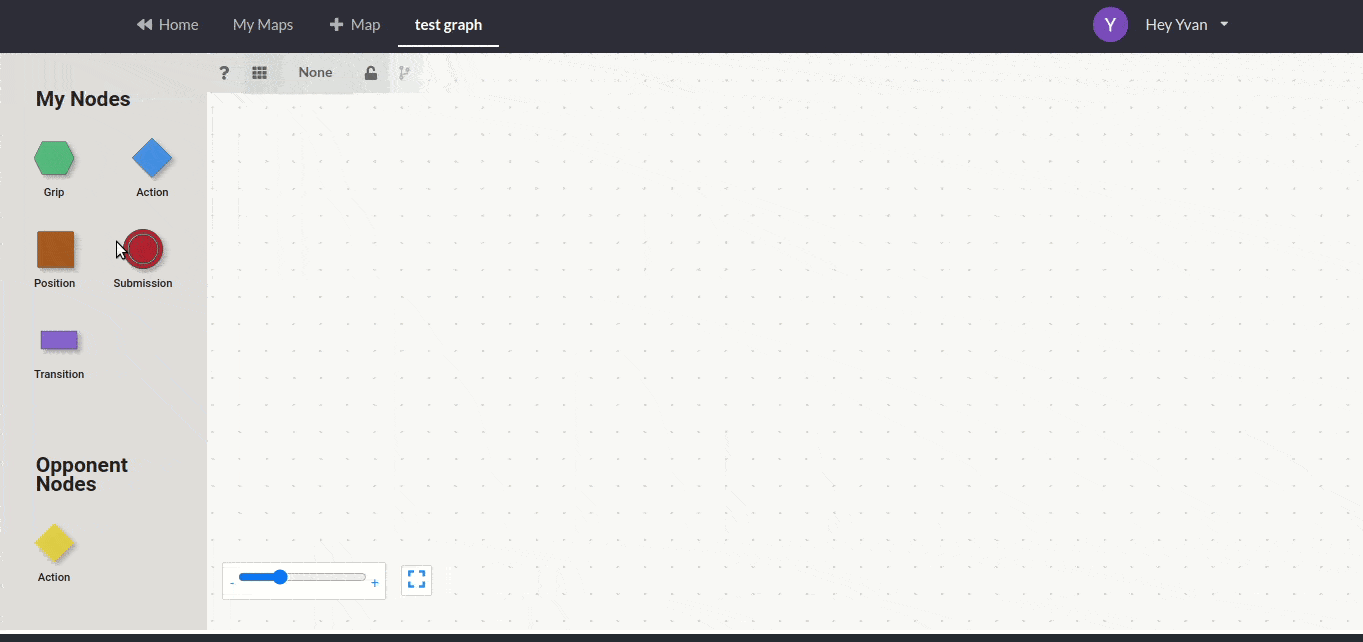 Home
My Maps
+ Map
test graph
Y
Hey Yvan
?
None
My Nodes
Grip
Action
Position
Submission
Transition
Opponent
Nodes
Action
- +